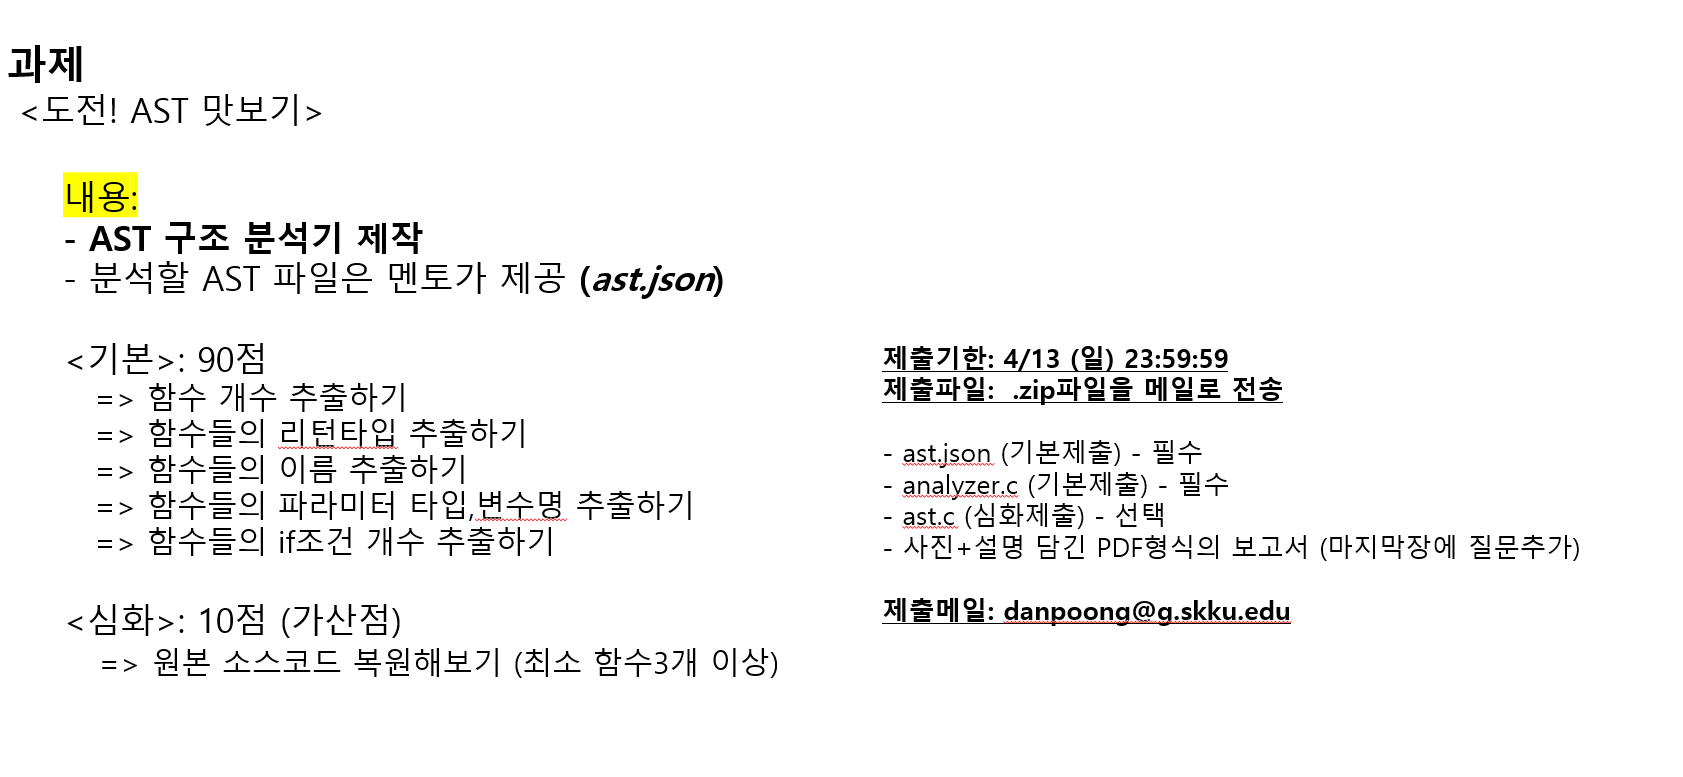 과제
<도전! AST 맛보기>
내용:
- AST 구조 분석기 제작
- 분석할 AST 파일은 멘토가 제공 (ast.json)
<기본>: 90점
=> 함수 개수 추출하기
=> 함수들의 리턴타입 추출하기
=> 함수들의 이름 추출하기
=> 함수들의 파라미터 타입,변수명 추출하기
=> 함수들의 if조건 개수 추출하기
<심화>: 10점 (가산점)
=> 원본 소스코드 복원해보기 (최소 함수3개 이상)
제출기한: 4/13 (일) 23:59:59
제출파일:  .zip파일을 메일로 전송
- ast.json (기본제출) - 필수
- analyzer.c (기본제출) - 필수
- ast.c (심화제출) - 선택
- 사진+설명 담긴 PDF형식의 보고서 (마지막장에 질문추가)
제출메일: danpoong@g.skku.edu